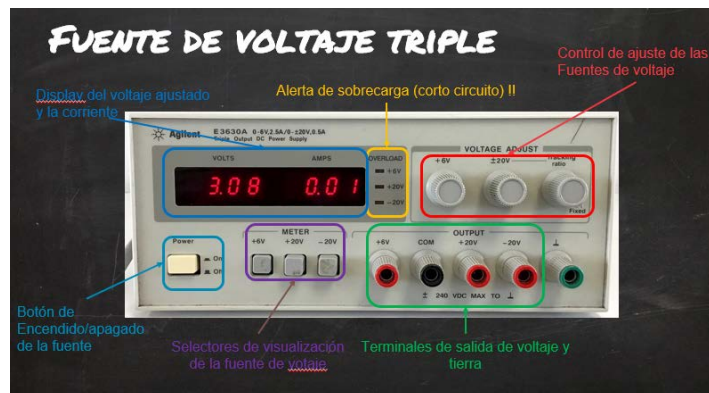 FUENTE DE VOLTAJE TRIPLE
Control de ajuste de las
Fuentes de voltaje
Display del voltaje ajustado
y la corriente
Alerta de sobrecarga (corto circuito) !!
Agilent E3630A 0-6V,2.5A/0-±20V,0.5A
Triple Output DC Power Supply
VOLTS AMPS OVERLOAD
+6V
+20V
-20V
3.08 0.01
VOLTAGE ADJUST
+6V ±20V Tracking
ratio
Fixed
Power
On
Off
METER
+6V +20V -20V
OUTPUT
+6V COM +20V -20V ⏚
± 240 VDC MAX TO ⏚
Botón de
Encendido/apagado
de la fuente
Selectores de visualización
de la fuente de votaje
Terminales de salida de voltaje y
tierra